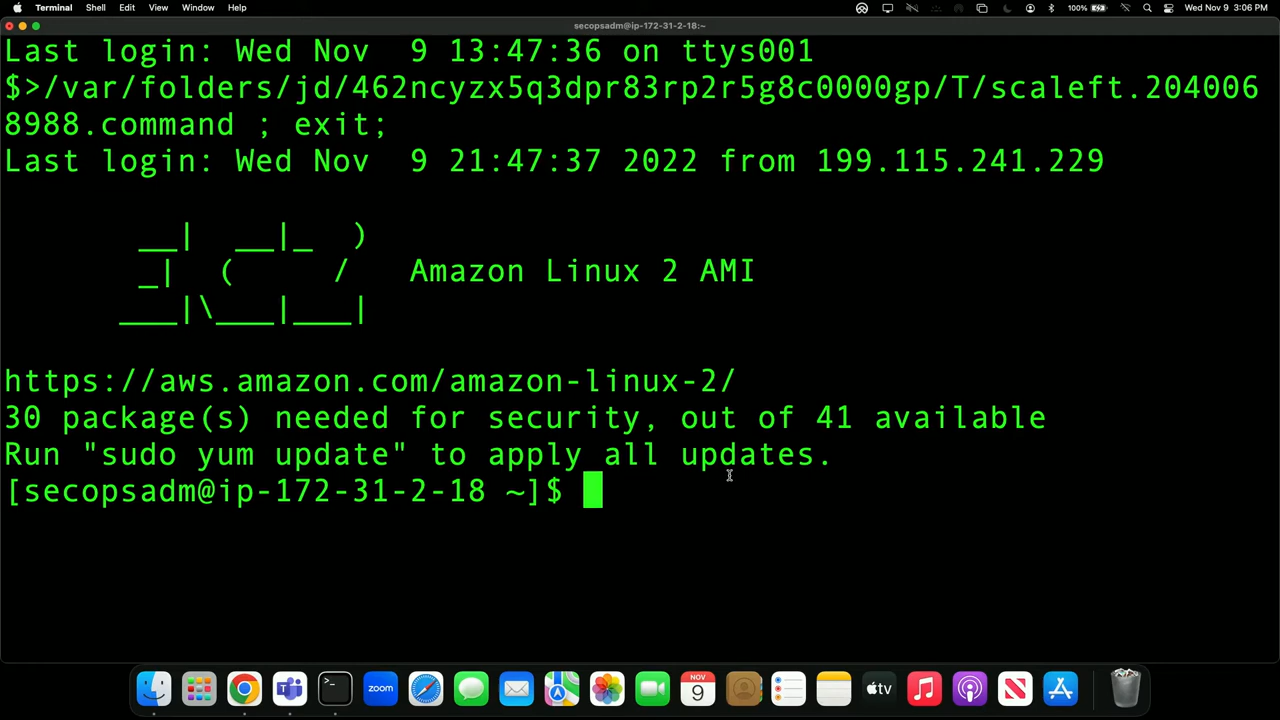 Terminal Shell Edit View Window Help 100% Wed Nov 9 3:06 PM
secopsadm@ip-172-31-2-18:~
Last login: Wed Nov  9 13:47:36 on ttys001
$>/var/folders/jd/462ncyzx5q3dpr83rp2r5g8c0000gp/T/scaleft.204006
8988.command ; exit;
Last login: Wed Nov  9 21:47:37 2022 from 199.115.241.229
       __|  __|_  )
       _|  (     /   Amazon Linux 2 AMI
      ___|\___|___|
https://aws.amazon.com/amazon-linux-2/
30 package(s) needed for security, out of 41 available
Run "sudo yum update" to apply all updates.
[secopsadm@ip-172-31-2-18 ~]$
>_
zoom
NOV
9
tv